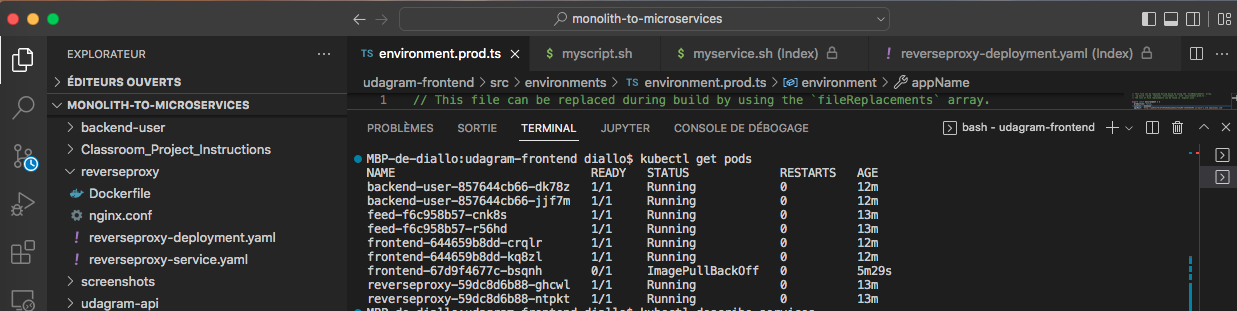 monolith-to-microservices
EXPLORATEUR
ÉDITEURS OUVERTS
MONOLITH-TO-MICROSERVICES
backend-user
Classroom_Project_Instructions
reverseproxy
Dockerfile
nginx.conf
! reverseproxy-deployment.yaml
! reverseproxy-service.yaml
screenshots
udagram-api
TS environment.prod.ts
$ myscript.sh
$ myservice.sh (Index)
! reverseproxy-deployment.yaml (Index)
udagram-frontend > src > environments > TS environment.prod.ts > environment > appName
1 // This file can be replaced during build by using the `fileReplacements` array.
PROBLÈMES SORTIE TERMINAL JUPYTER CONSOLE DE DÉBOGAGE
bash - udagram-frontend
MBP-de-diallo:udagram-frontend diallo$ kubectl get pods
NAME READY STATUS RESTARTS AGE
backend-user-857644cb66-dk78z 1/1 Running 0 12m
backend-user-857644cb66-jjf7m 1/1 Running 0 12m
feed-f6c958b57-cnk8s 1/1 Running 0 13m
feed-f6c958b57-r56hd 1/1 Running 0 13m
frontend-644659b8dd-crqlr 1/1 Running 0 12m
frontend-644659b8dd-kq8zl 1/1 Running 0 12m
frontend-67d9f4677c-bsqnh 0/1 ImagePullBackOff 0 5m29s
reverseproxy-59dc8d6b88-ghcwl 1/1 Running 0 13m
reverseproxy-59dc8d6b88-ntpkt 1/1 Running 0 13m
MBP-de-diallo:udagram-frontend diallo$ kubectl describe services